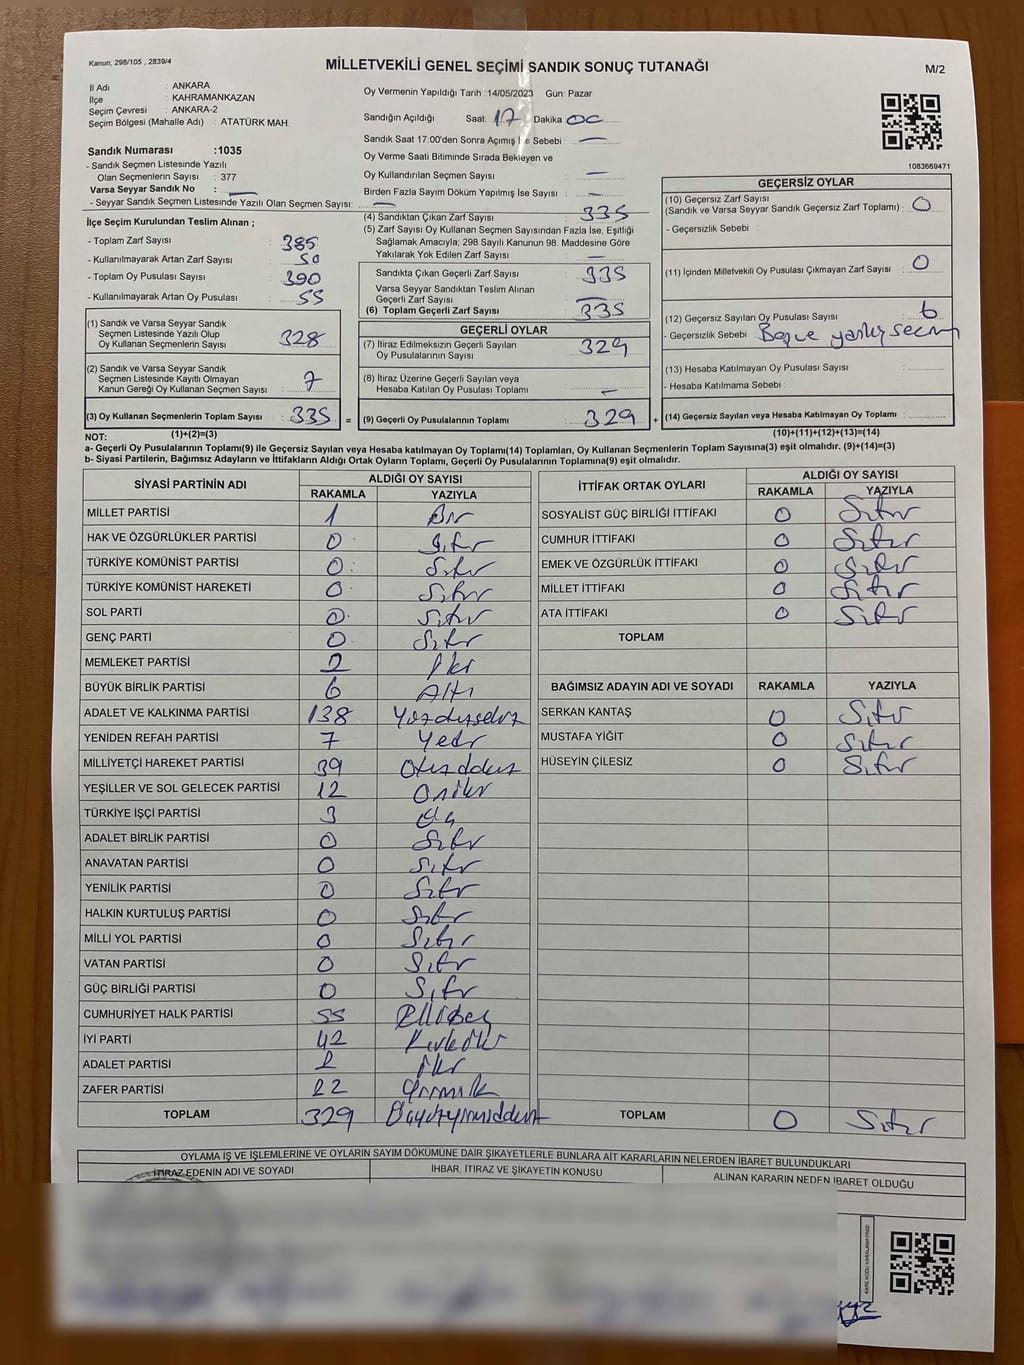 Kanun; 298/105 , 2839/4
MİLLETVEKİLİ GENEL SEÇİMİ SANDIK SONUÇ TUTANAĞI
M/2
İl Adı : ANKARA
İlçe : KAHRAMANKAZAN
Seçim Çevresi : ANKARA-2
Seçim Bölgesi (Mahalle Adı) : ATATÜRK MAH.
Sandık Numarası :1035
- Sandık Seçmen Listesinde Yazılı
Olan Seçmenlerin Sayısı : 377
Varsa Seyyar Sandık No : —
- Seyyar Sandık Seçmen Listesinde Yazılı Olan Seçmen Sayısı: —
Oy Vermenin Yapıldığı Tarih :14/05/2023 Gün: Pazar
Sandığın Açıldığı Saat: 17 Dakika 00
Sandık Saat 17:00'den Sonra Açımış İse Sebebi : —
Oy Verme Saati Bitiminde Sırada Bekleyen ve
Oy Kullandırılan Seçmen Sayısı : —
Birden Fazla Sayım Döküm Yapılmış İse Sayısı : —
1083669471
İlçe Seçim Kurulundan Teslim Alınan ;
- Toplam Zarf Sayısı : 385
- Kullanılmayarak Artan Zarf Sayısı : 50
- Toplam Oy Pusulası Sayısı : 390
- Kullanılmayarak Artan Oy Pusulası : 55
(1) Sandık ve Varsa Seyyar Sandık
Seçmen Listesinde Yazılı Olup
Oy Kullanan Seçmenlerin Sayısı : 328
(2) Sandık ve Varsa Seyyar Sandık
Seçmen Listesinde Kayıtlı Olmayan
Kanun Gereği Oy Kullanan Seçmen Sayısı : 7
(3) Oy Kullanan Seçmenlerin Toplam Sayısı : 335 =
(1)+(2)=(3)
(4) Sandıktan Çıkan Zarf Sayısı : 335
(5) Zarf Sayısı Oy Kullanan Seçmen Sayısından Fazla İse, Eşitliği
Sağlamak Amacıyla; 298 Sayılı Kanunun 98. Maddesine Göre
Yakılarak Yok Edilen Zarf Sayısı : —
Sandıkta Çıkan Geçerli Zarf Sayısı : 335
Varsa Seyyar Sandıktan Teslim Alınan
Geçerli Zarf Sayısı : —
(6) Toplam Geçerli Zarf Sayısı : 335
GEÇERLİ OYLAR
(7) İtiraz Edilmeksizin Geçerli Sayılan
Oy Pusulalarının Sayısı : 329
(8) İtiraz Üzerine Geçerli Sayılan veya
Hesaba Katılan Oy Pusulası Toplamı : —
(9) Geçerli Oy Pusulalarının Toplamı : 329 +
GEÇERSİZ OYLAR
(10) Geçersiz Zarf Sayısı
(Sandık ve Varsa Seyyar Sandık Geçersiz Zarf Toplamı) : 0
- Geçersizlik Sebebi :
(11) İçinden Milletvekili Oy Pusulası Çıkmayan Zarf Sayısı : 0
(12) Geçersiz Sayılan Oy Pusulası Sayısı : 6
- Geçersizlik Sebebi :
(13) Hesaba Katılmayan Oy Pusulası Sayısı :
- Hesaba Katılmama Sebebi :
(14) Geçersiz Sayılan veya Hesaba Katılmayan Oy Toplamı :
(10)+(11)+(12)+(13)=(14)
NOT:
a- Geçerli Oy Pusulalarının Toplamı(9) ile Geçersiz Sayılan veya Hesaba katılmayan Oy Toplamı(14) Toplamları, Oy Kullanan Seçmenlerin Toplam Sayısına(3) eşit olmalıdır. (9)+(14)=(3)
b- Siyasi Partilerin, Bağımsız Adayların ve İttifakların Aldığı Ortak Oyların Toplamı, Geçerli Oy Pusulalarının Toplamına(9) eşit olmalıdır.
SİYASİ PARTİNİN ADI ALDIĞI OY SAYISI
RAKAMLA YAZIYLA
MİLLET PARTİSİ 1 Bir
HAK VE ÖZGÜRLÜKLER PARTİSİ 0 Sıfır
TÜRKİYE KOMÜNİST PARTİSİ 0 Sıfır
TÜRKİYE KOMÜNİST HAREKETİ 0 Sıfır
SOL PARTİ 0 Sıfır
GENÇ PARTİ 0 Sıfır
MEMLEKET PARTİSİ 2 İki
BÜYÜK BİRLİK PARTİSİ 6 Altı
ADALET VE KALKINMA PARTİSİ 138 Yüzotuzsekiz
YENİDEN REFAH PARTİSİ 7 Yedi
MİLLİYETÇİ HAREKET PARTİSİ 39 Otuzdokuz
YEŞİLLER VE SOL GELECEK PARTİSİ 12 Oniki
TÜRKİYE İŞÇİ PARTİSİ 3 Üç
ADALET BİRLİK PARTİSİ 0 Sıfır
ANAVATAN PARTİSİ 0 Sıfır
YENİLİK PARTİSİ 0 Sıfır
HALKIN KURTULUŞ PARTİSİ 0 Sıfır
MİLLİ YOL PARTİSİ 0 Sıfır
VATAN PARTİSİ 0 Sıfır
GÜÇ BİRLİĞİ PARTİSİ 0 Sıfır
CUMHURİYET HALK PARTİSİ 55 Ellibeş
İYİ PARTİ 42 Kırkiki
ADALET PARTİSİ 2 İki
ZAFER PARTİSİ 22 Yirmiiki
TOPLAM 329 Üçyüzyirmidokuz
İTTİFAK ORTAK OYLARI ALDIĞI OY SAYISI
RAKAMLA YAZIYLA
SOSYALİST GÜÇ BİRLİĞİ İTTİFAKI 0 Sıfır
CUMHUR İTTİFAKI 0 Sıfır
EMEK VE ÖZGÜRLÜK İTTİFAKI 0 Sıfır
MİLLET İTTİFAKI 0 Sıfır
ATA İTTİFAKI 0 Sıfır
TOPLAM
BAĞIMSIZ ADAYIN ADI VE SOYADI RAKAMLA YAZIYLA
SERKAN KANTAŞ 0 Sıfır
MUSTAFA YİĞİT 0 Sıfır
HÜSEYİN ÇİLESİZ 0 Sıfır
TOPLAM 0 Sıfır
OYLAMA İŞ VE İŞLEMLERİNE VE OYLARIN SAYIM DÖKÜMÜNE DAİR ŞİKAYETLERLE BUNLARA AİT KARARLARIN NELERDEN İBARET BULUNDUKLARI
İTİRAZ EDENİN ADI VE SOYADI İHBAR, İTİRAZ VE ŞİKAYETİN KONUSU ALINAN KARARIN NEDEN İBARET OLDUĞU